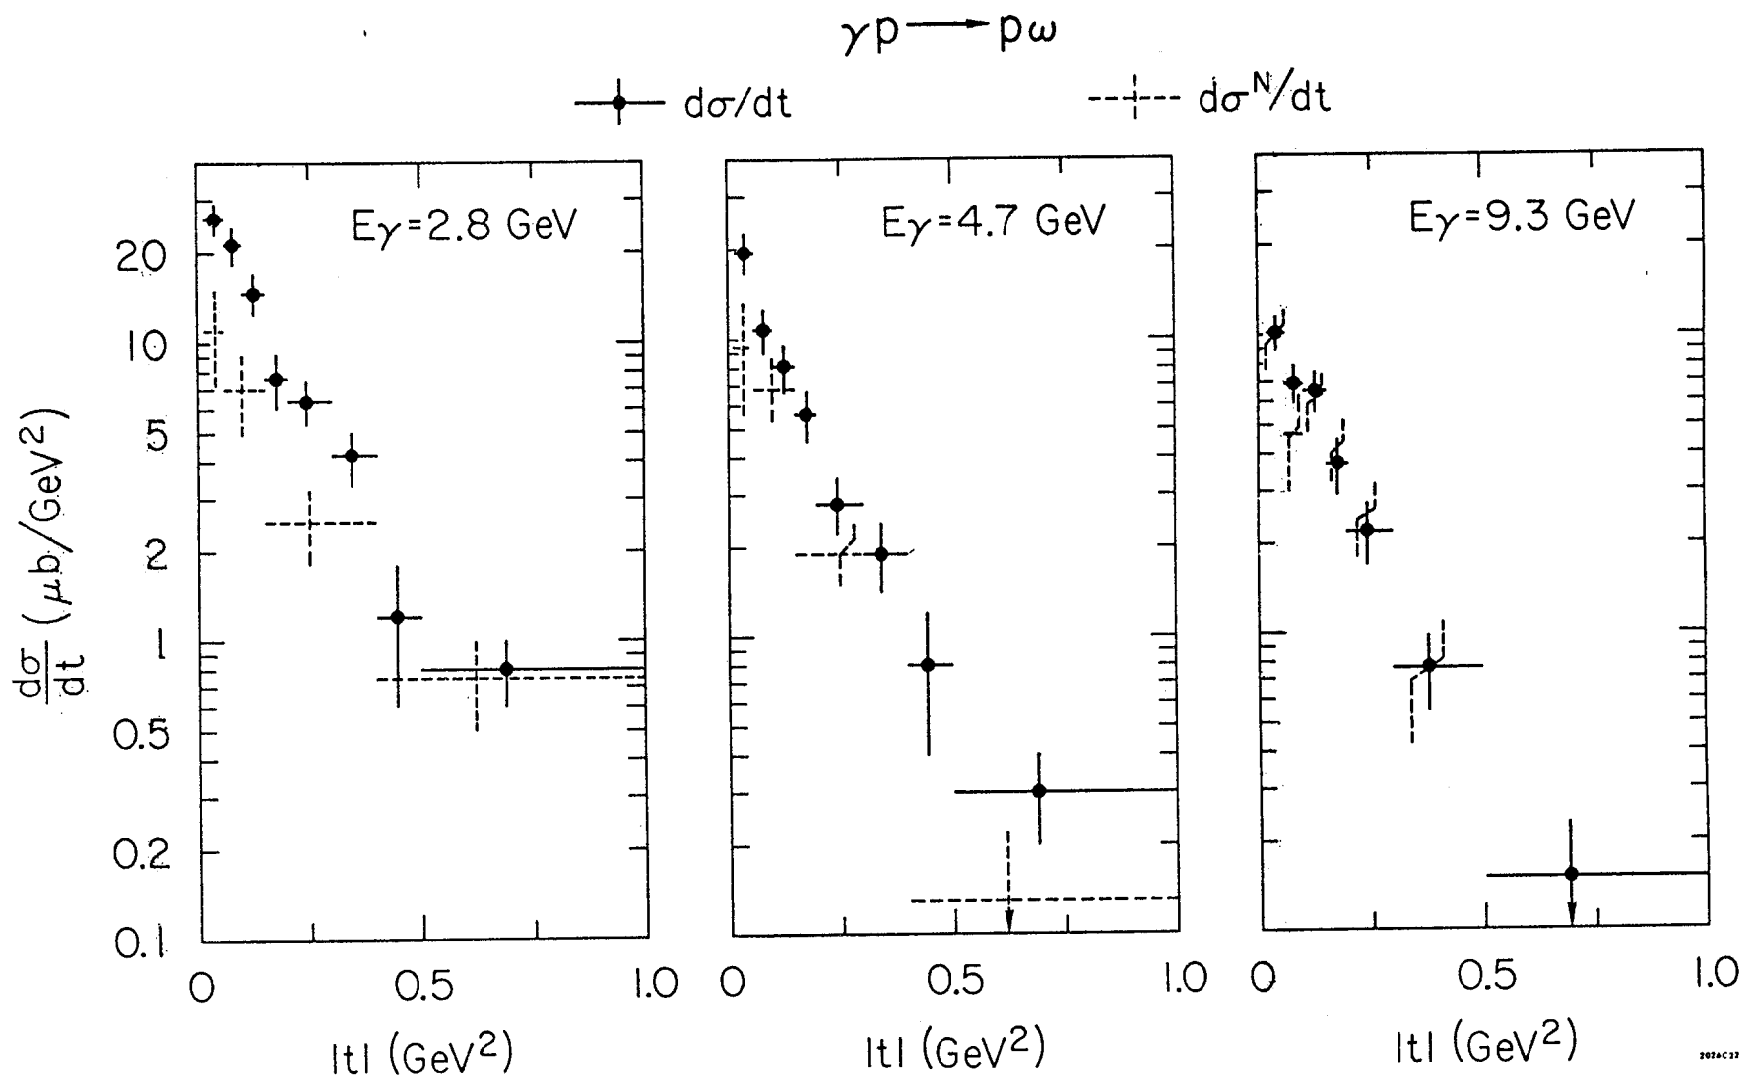 γp ⟶ pω
dσ/dt
dσᴺ/dt
Eγ=2.8 GeV
Eγ=4.7 GeV
Eγ=9.3 GeV
dσ/dt (μb/GeV²)
20
10
5
2
1
0.5
0.2
0.1
0 0.5 1.0
0 0.5 1.0
0 0.5 1.0
|t| (GeV²)
|t| (GeV²)
|t| (GeV²)